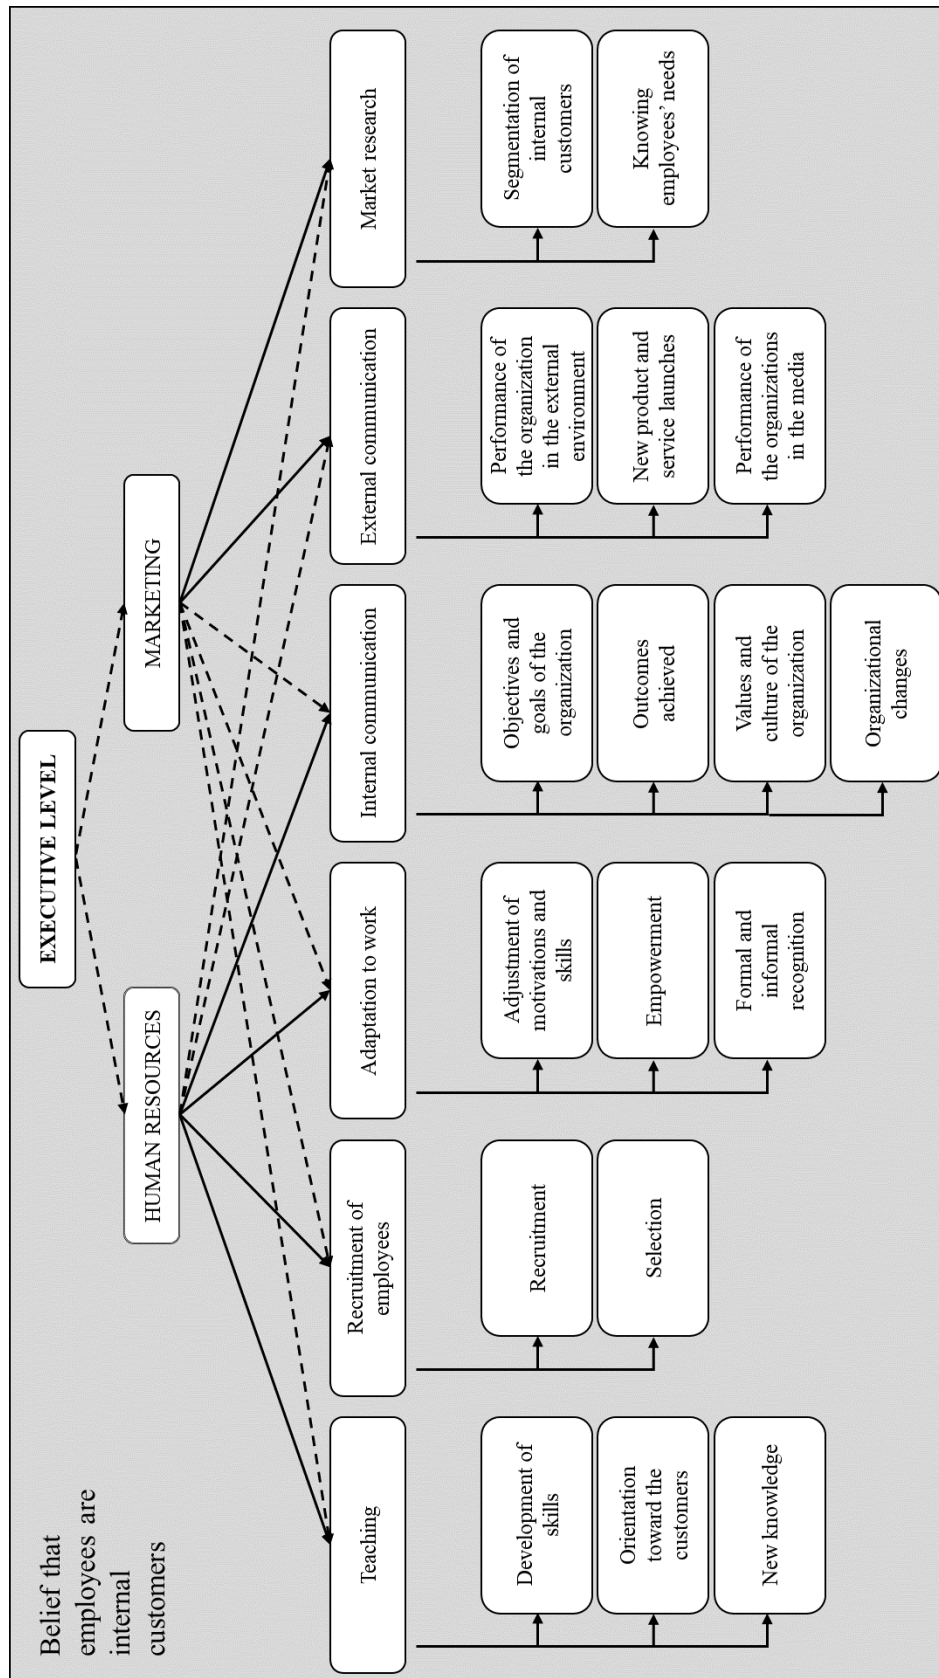 Belief that
employees are
internal
customers
EXECUTIVE LEVEL
HUMAN RESOURCES
MARKETING
Teaching
Recruitment of
employees
Adaptation to work
Internal communication
External communication
Market research
Development of
skills
Orientation
toward the
customers
New knowledge
Recruitment
Selection
Adjustment of
motivations and
skills
Empowerment
Formal and
informal
recognition
Objectives and
goals of the
organization
Outcomes
achieved
Values and
culture of the
organization
Organizational
changes
Performance of
the organization
in the external
environment
New product and
service launches
Performance of
the organizations
in the media
Segmentation of
internal
customers
Knowing
employees’ needs